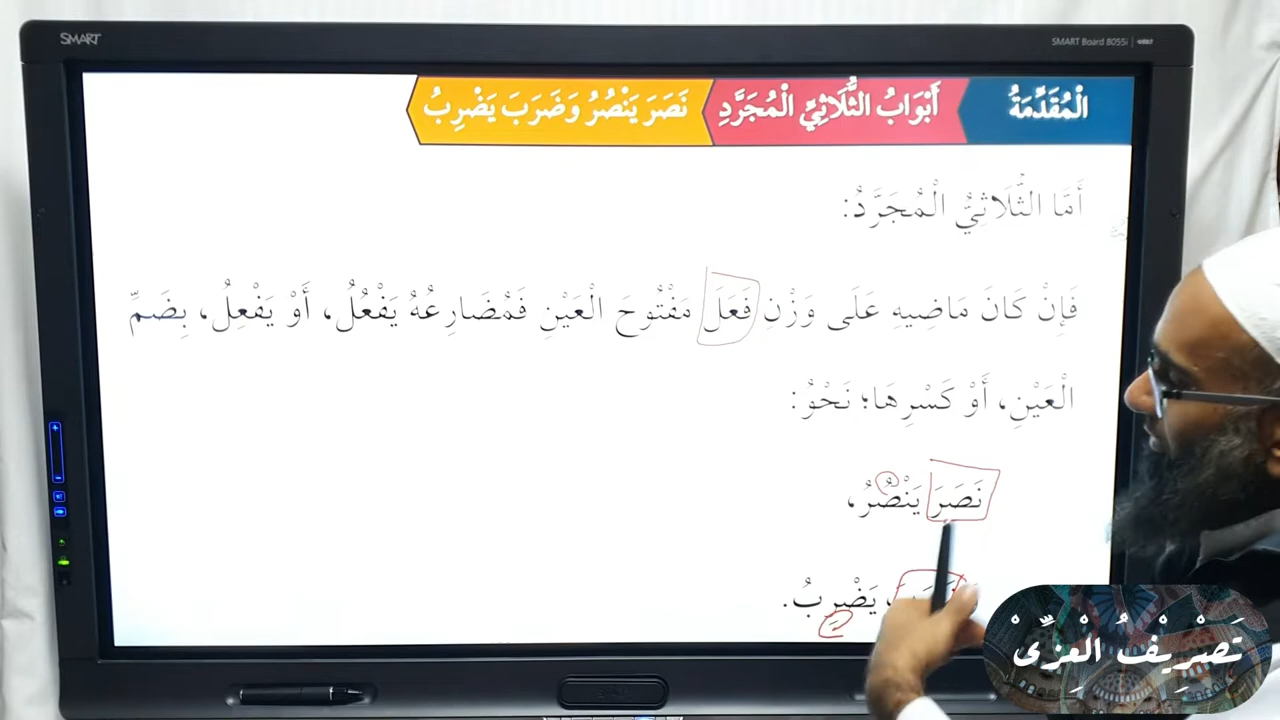 SMART
SMART Board 8055i
الْمُقَدِّمَةُ
أَبْوَابُ الثُّلَاثِيِّ الْمُجَرَّدِ
نَصَرَ يَنْصُرُ وَضَرَبَ يَضْرِبُ
أَمَّا الثُّلَاثِيُّ الْمُجَرَّدُ:
فَإِنْ كَانَ مَاضِيهِ عَلَى وَزْنِ فَعَلَ مَفْتُوحَ الْعَيْنِ فَمُضَارِعُهُ يَفْعُلُ، أَوْ يَفْعِلُ، بِضَمِّ
الْعَيْنِ، أَوْ كَسْرِهَا؛ نَحْوُ:
نَصَرَ يَنْصُرُ،
يَضْرِبُ.
تَصْرِيْفُ الْعِزِّىْ